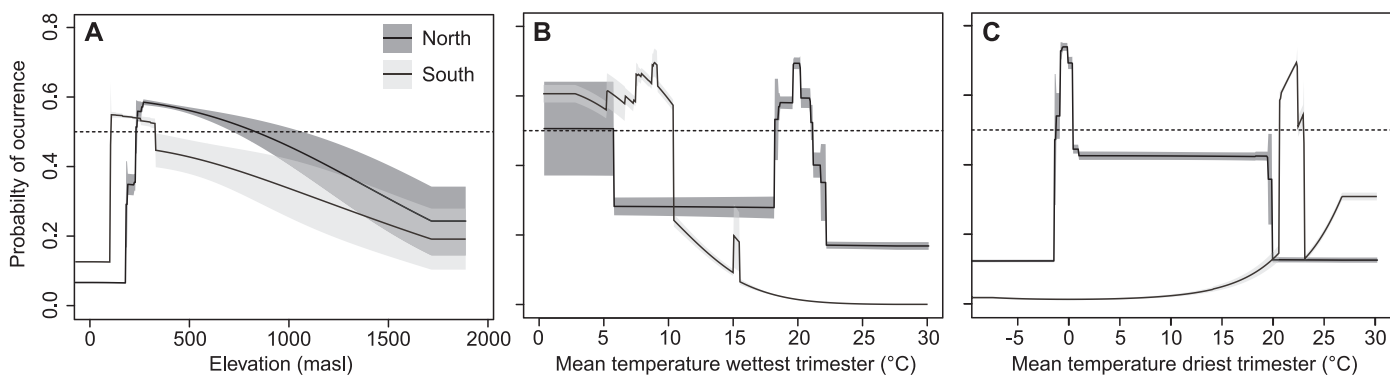 A
North
South
Probabilty of ocurrence
0.0
0.2
0.4
0.6
0.8
0
500
1000
1500
2000
Elevation (masl)
B
0
5
10
15
20
25
30
Mean temperature wettest trimester (°C)
C
-5
0
5
10
15
20
25
30
Mean temperature driest trimester (°C)